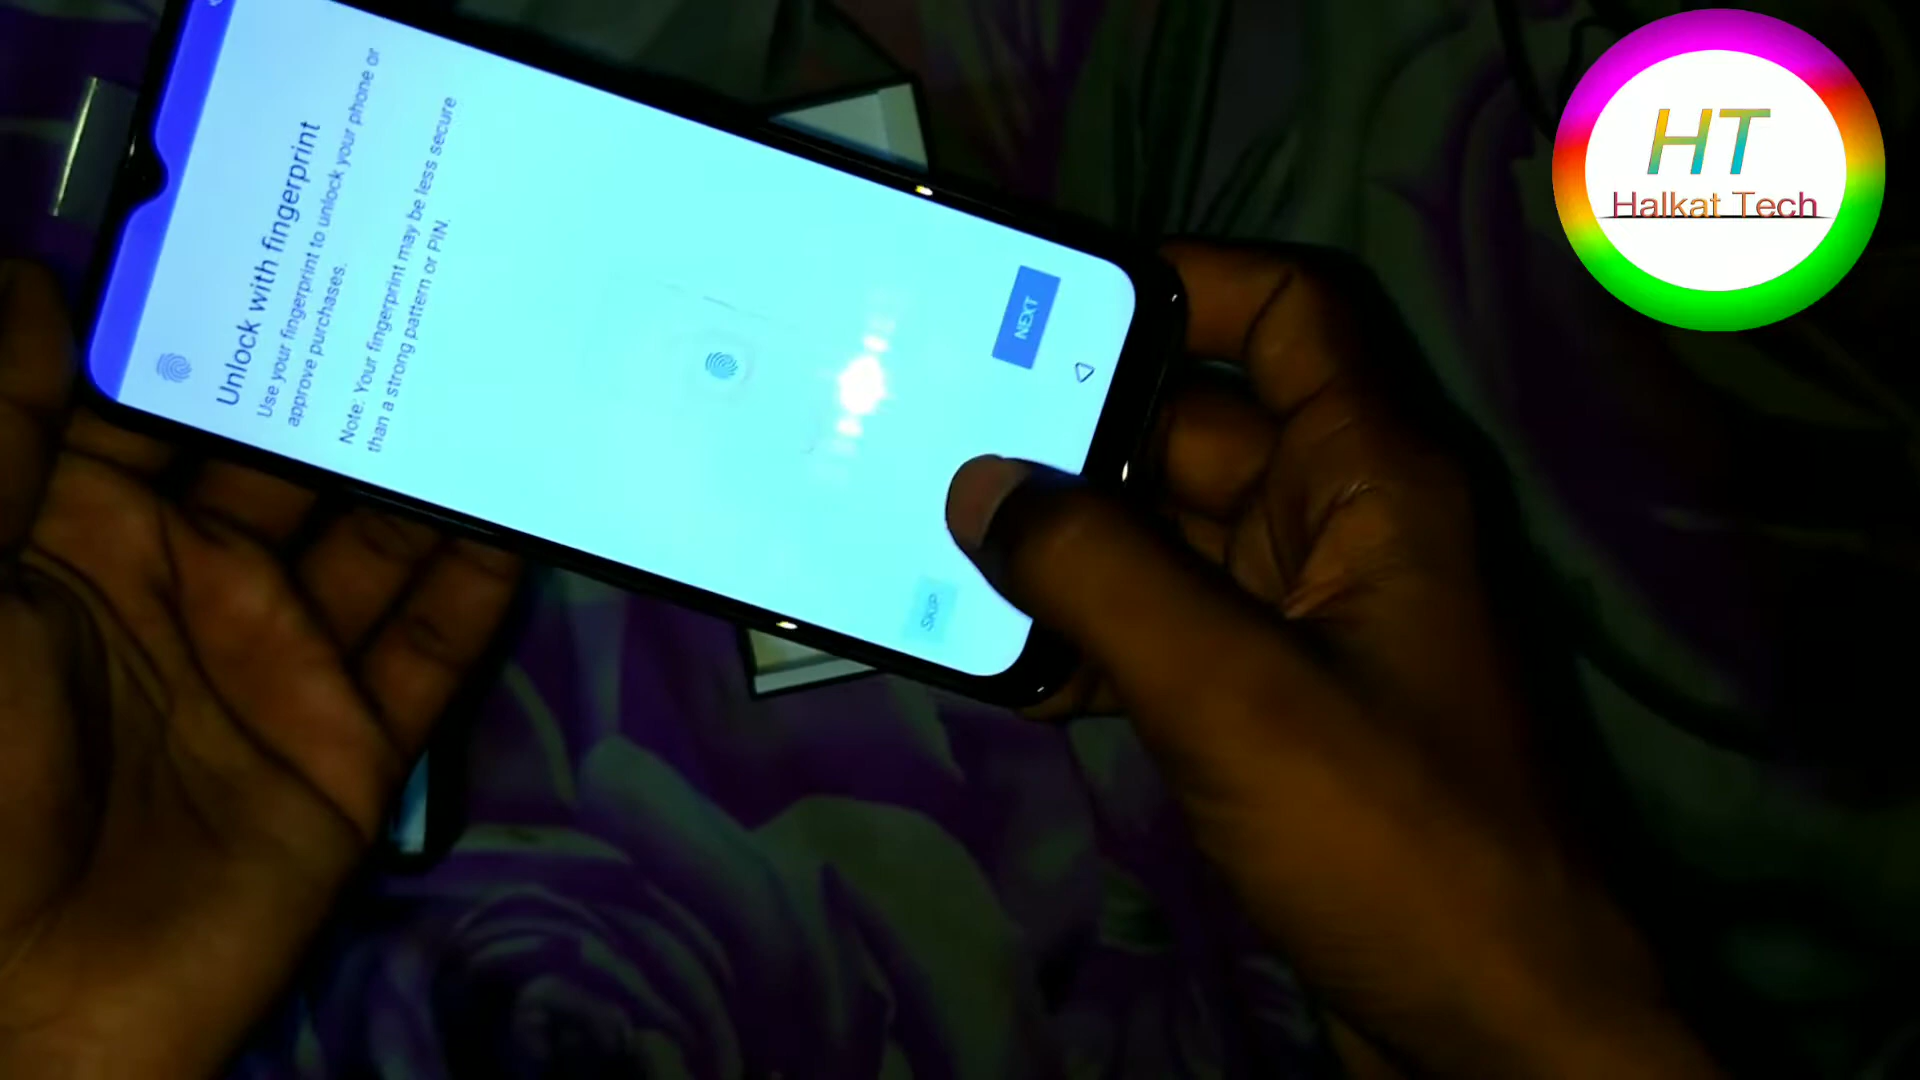 Unlock with fingerprint
Use your fingerprint to unlock your phone or
approve purchases.
Note: Your fingerprint may be less secure
than a strong pattern or PIN.
SKIP
NEXT
HT
Halkat Tech